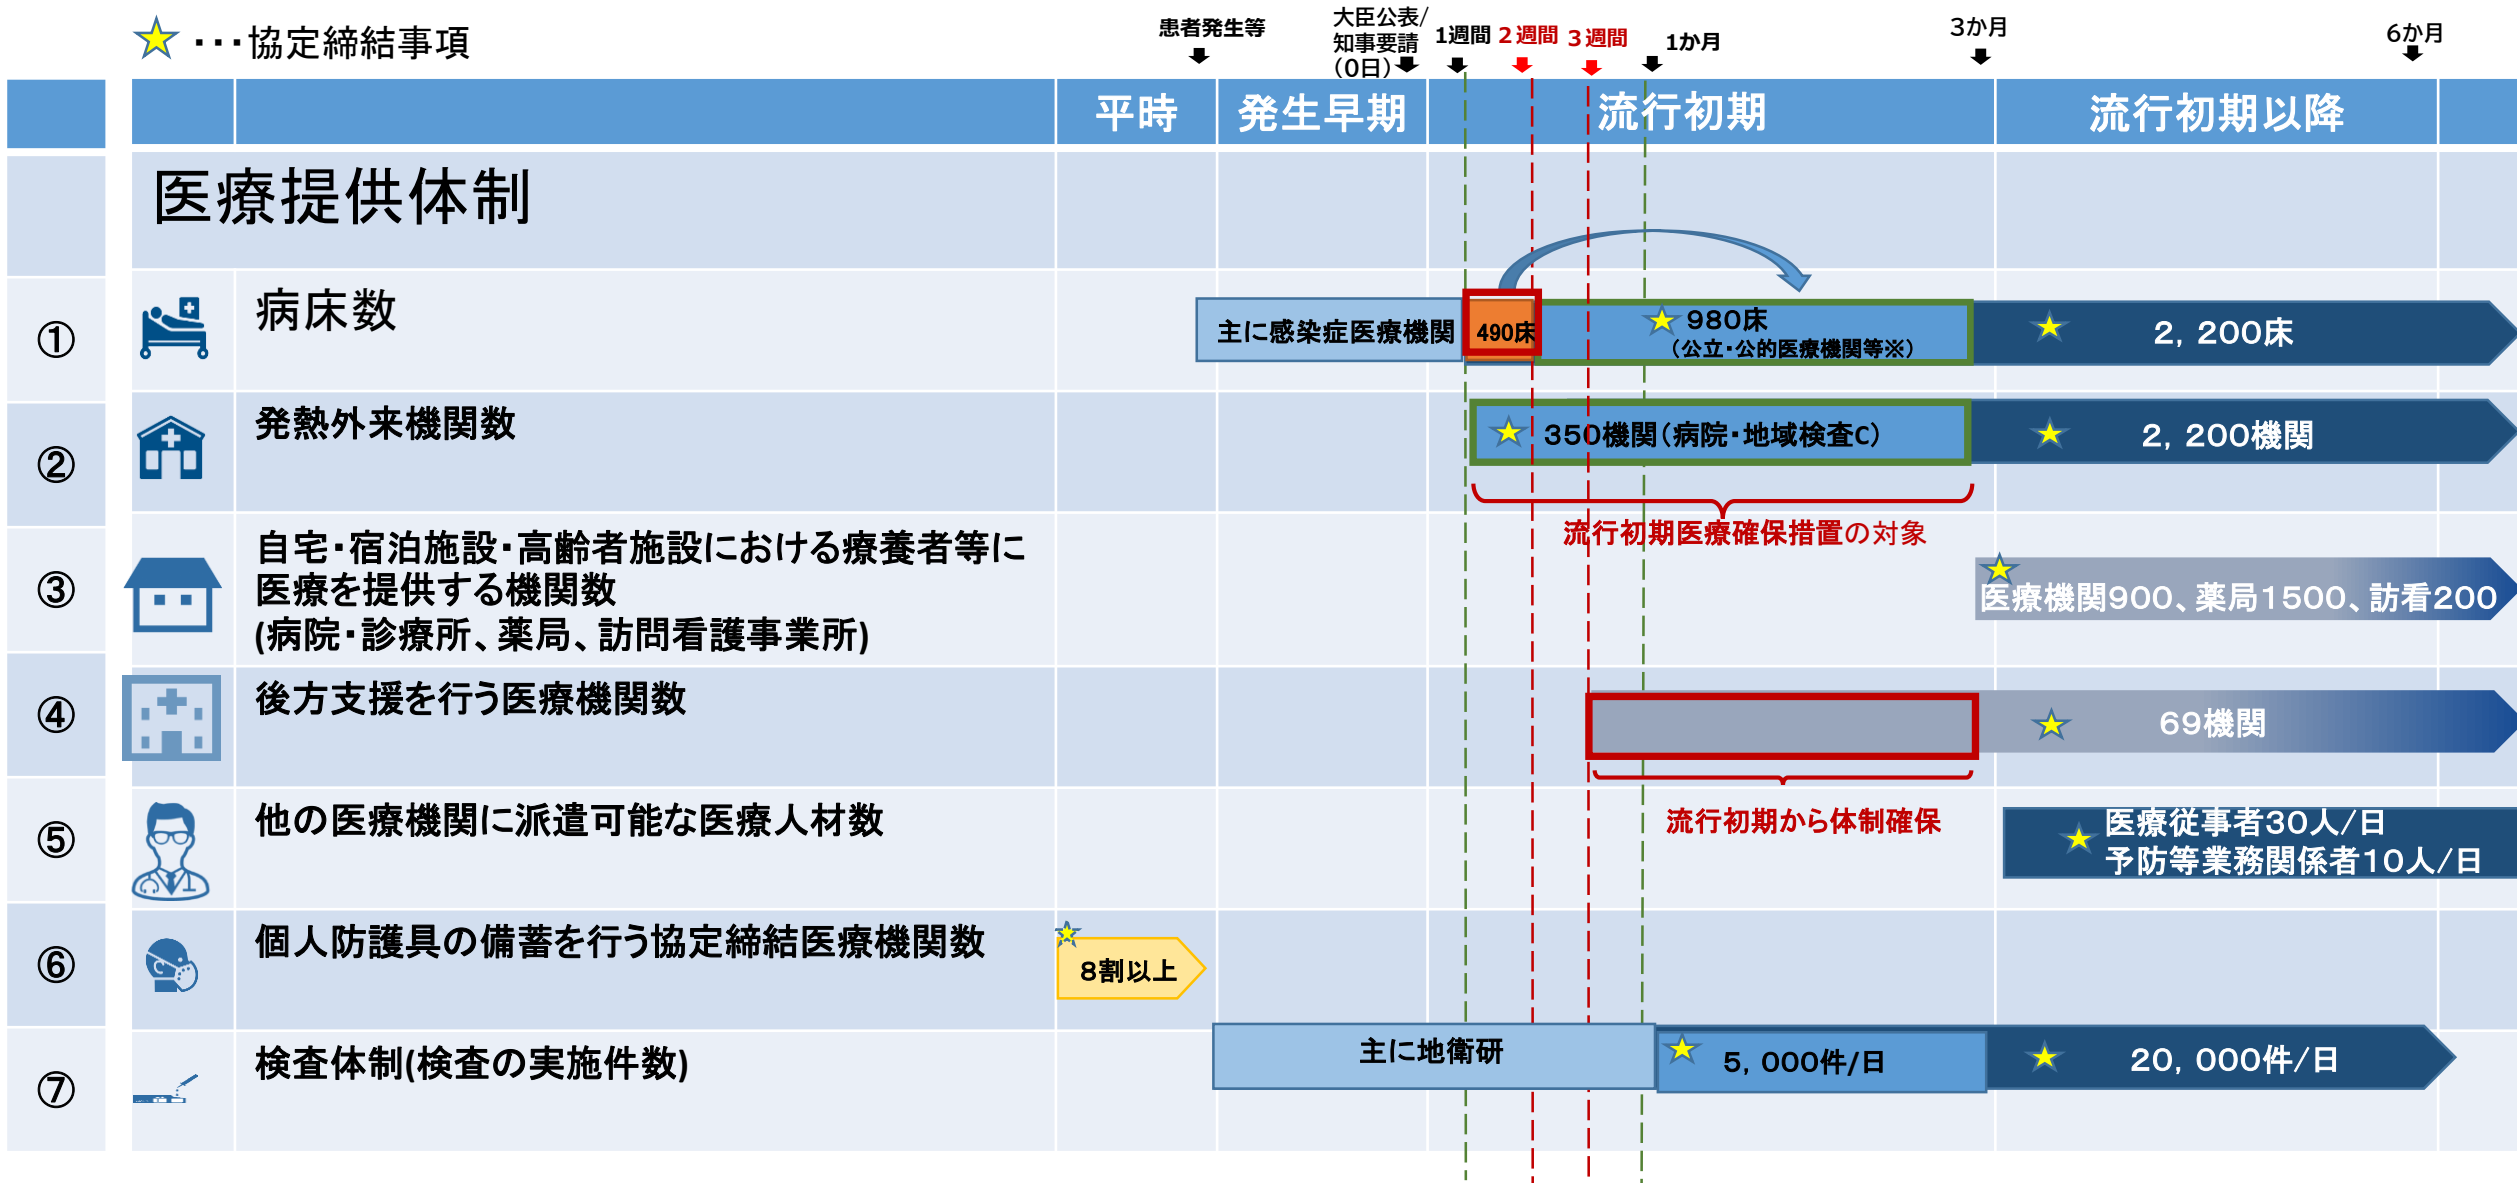 ・・・協定締結事項
患者発生等
大臣公表/
知事要請
（0日）
1週間
２週間
３週間
1か月
３か月
６か月
平時
発生早期
流行初期
流行初期以降
医療提供体制
①
病床数
主に感染症医療機関
490床
980床
（公立・公的医療機関等※）
2，200床
②
発熱外来機関数
350機関（病院・地域検査C）
2，200機関
流行初期医療確保措置の対象
③
自宅・宿泊施設・高齢者施設における療養者等に
医療を提供する機関数
(病院・診療所、薬局、訪問看護事業所)
医療機関900、薬局1500、訪看200
④
後方支援を行う医療機関数
69機関
流行初期から体制確保
⑤
他の医療機関に派遣可能な医療人材数
医療従事者30人/日
予防等業務関係者10人/日
⑥
個人防護具の備蓄を行う協定締結医療機関数
８割以上
⑦
検査体制(検査の実施件数)
主に地衛研
5，000件/日
20，000件/日